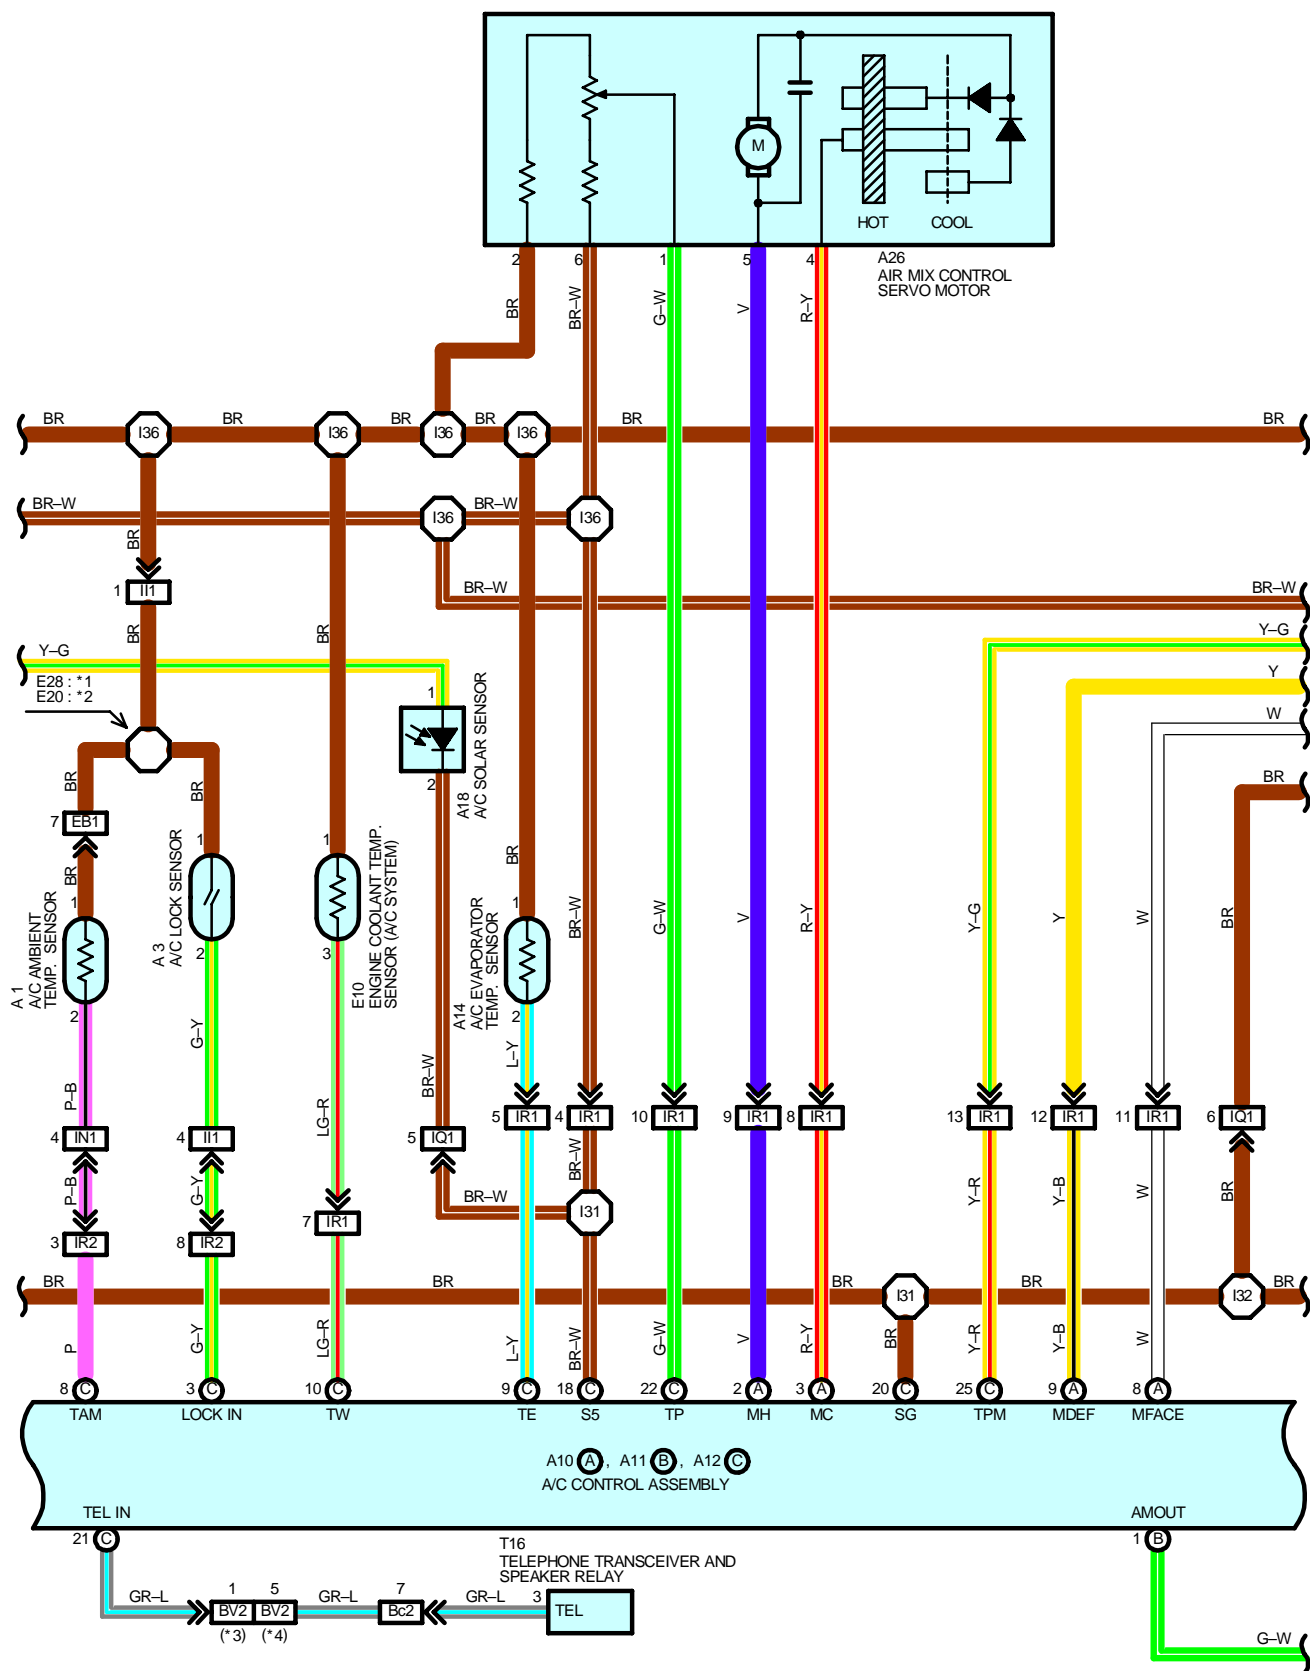 M
HOT
COOL
2
6
1
5
4
A26
AIR MIX CONTROL
SERVO MOTOR
BR
BR–W
G–W
V
R–Y
BR
BR
BR
BR
BR
BR
I36
I36
I36
I36
BR–W
BR–W
I36
I36
BR
1
II1
BR–W
BR–W
BR
BR
Y–G
Y–G
E28 : *1
E20 : *2
1
Y
W
2
A18
A/C SOLAR SENSOR
BR
BR
BR
7
EB1
BR
1
1
1
BR
1
A 1
A/C AMBIENT
TEMP. SENSOR
2
A 3
A/C LOCK SENSOR
2
3
E10
ENGINE COOLANT TEMP.
SENSOR (A/C SYSTEM)
A14
A/C EVAPORATOR
TEMP. SENSOR
2
BR–W
G–W
V
R–Y
Y–G
Y
W
BR
P–B
G–Y
LG–R
BR–W
L–Y
4
IN1
4
II1
5
IQ1
5
IR1
4
IR1
10
IR1
9
IR1
8
IR1
13
IR1
12
IR1
11
IR1
6
IQ1
P–B
G–Y
BR–W
BR–W
Y–R
Y–B
W
BR
7
IR1
I31
3
IR2
8
IR2
BR
BR
BR
I31
BR
I32
BR
P
G–Y
LG–R
L–Y
BR–W
G–W
V
R–Y
BR
Y–R
Y–B
W
8
C
3
C
10
C
9
C
18
C
22
C
2
A
3
A
20
C
25
C
9
A
8
A
TAM
LOCK IN
TW
TE
S5
TP
MH
MC
SG
TPM
MDEF
MFACE
A10 A , A11 B , A12 C
A/C CONTROL ASSEMBLY
TEL IN
AMOUT
21
C
1
B
T16
TELEPHONE TRANSCEIVER AND
SPEAKER RELAY
GR–L
1
BV2
(*3)
5
BV2
(*4)
GR–L
7
Bc2
GR–L
3
TEL
G–W